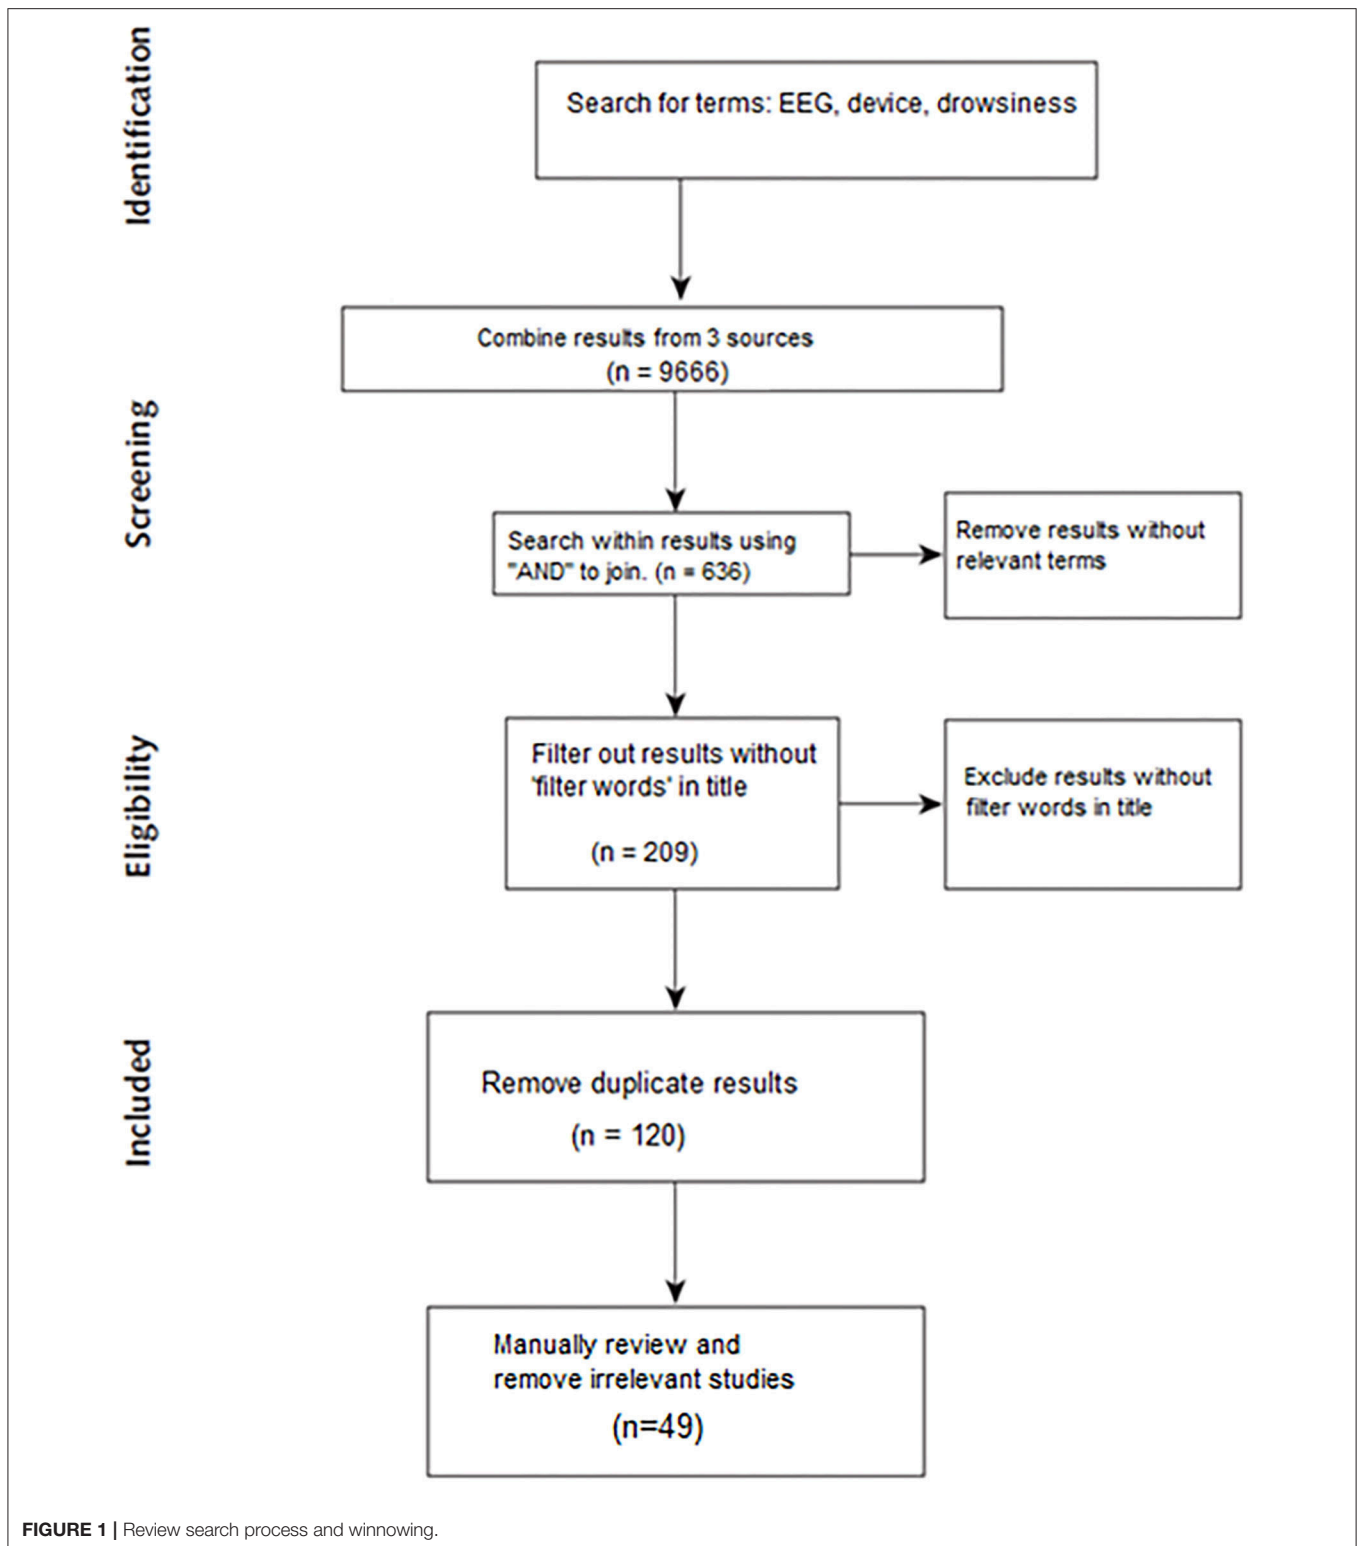 Identification
Search for terms: EEG, device, drowsiness
Combine results from 3 sources
(n = 9666)
Screening
Search within results using
"AND" to join. (n = 636)
Remove results without
relevant terms
Eligibility
Filter out results without
'filter words' in title
(n = 209)
Exclude results without
filter words in title
Included
Remove duplicate results
(n = 120)
Manually review and
remove irrelevant studies
(n=49)
FIGURE 1 | Review search process and winnowing.